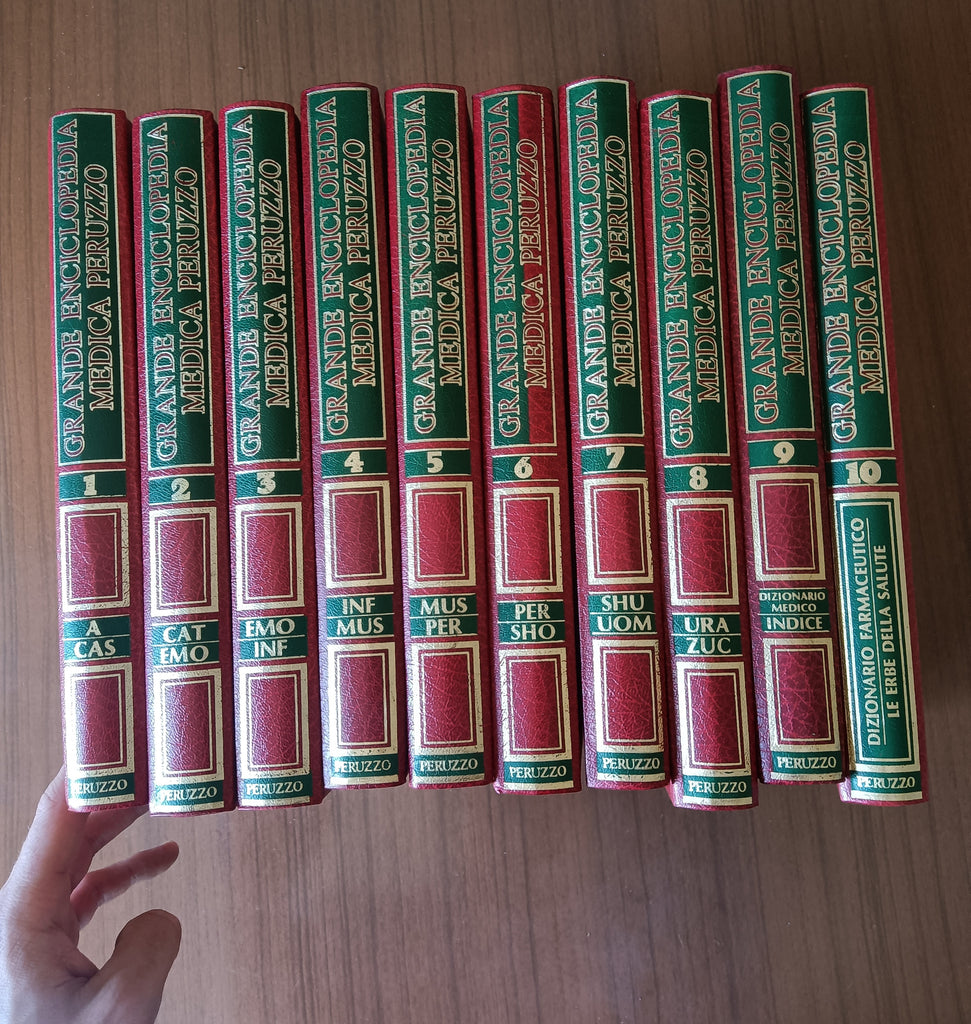 GRANDE ENCICLOPEDIA
MEDICA PERUZZO
1
A
CAS
PERUZZO
GRANDE ENCICLOPEDIA
MEDICA PERUZZO
2
CAT
EMO
PERUZZO
GRANDE ENCICLOPEDIA
MEDICA PERUZZO
3
EMO
INF
PERUZZO
GRANDE ENCICLOPEDIA
MEDICA PERUZZO
4
INF
MUS
PERUZZO
GRANDE ENCICLOPEDIA
MEDICA PERUZZO
5
MUS
PER
PERUZZO
GRANDE ENCICLOPEDIA
MEDICA PERUZZO
6
PER
SHO
PERUZZO
GRANDE ENCICLOPEDIA
MEDICA PERUZZO
7
SHU
UOM
PERUZZO
GRANDE ENCICLOPEDIA
MEDICA PERUZZO
8
URA
ZUC
PERUZZO
GRANDE ENCICLOPEDIA
MEDICA PERUZZO
9
DIZIONARIO
MEDICO
INDICE
PERUZZO
GRANDE ENCICLOPEDIA
MEDICA PERUZZO
10
DIZIONARIO FARMACEUTICO
LE ERBE DELLA SALUTE
PERUZZO